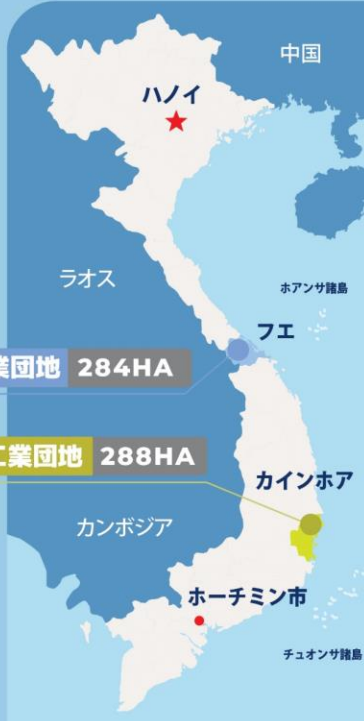 中国
ハノイ
ラオス
ホアンサ諸島
フエ
業団地 284HA
工業団地 288HA
カインホア
カンボジア
ホーチミン市
チュオンサ諸島